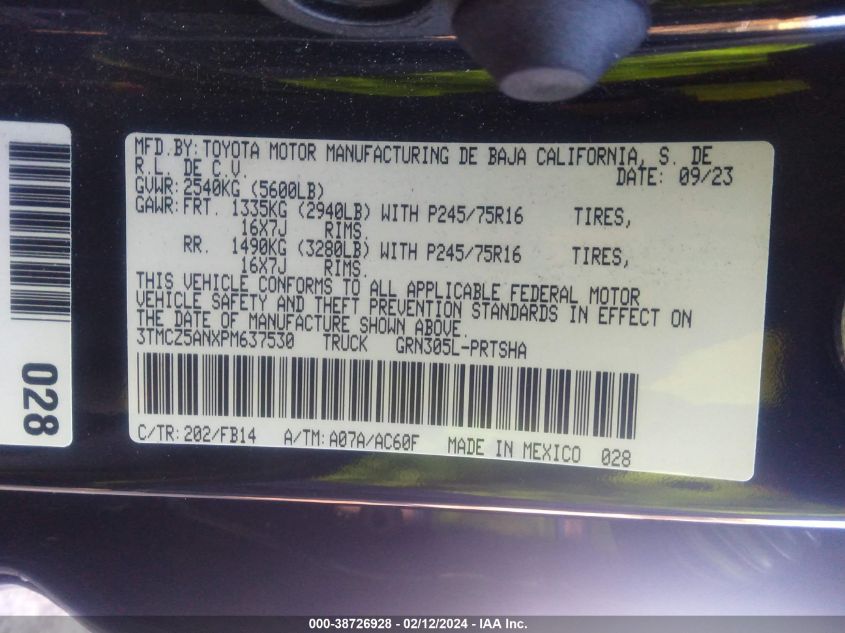 MFD.BY:TOYOTA MOTOR MANUFACTURING DE BAJA CALIFORNIA, S. DE
R.L. DE C.V.
DATE: 09/23
GVWR:2540KG (5600LB)
GAWR:FRT. 1335KG (2940LB) WITH P245/75R16 TIRES,
16X7J RIMS.
RR. 1490KG (3280LB) WITH P245/75R16 TIRES,
16X7J RIMS.
THIS VEHICLE CONFORMS TO ALL APPLICABLE FEDERAL MOTOR
VEHICLE SAFETY AND THEFT PREVENTION STANDARDS IN EFFECT ON
THE DATE OF MANUFACTURE SHOWN ABOVE.
3TMCZ5ANXPM637530 TRUCK GRN305L-PRTSHA
C/TR:202/FB14 A/TM:A07A/AC60F MADE IN MEXICO 028
028
000-38726928 - 02/12/2024 - IAA Inc.